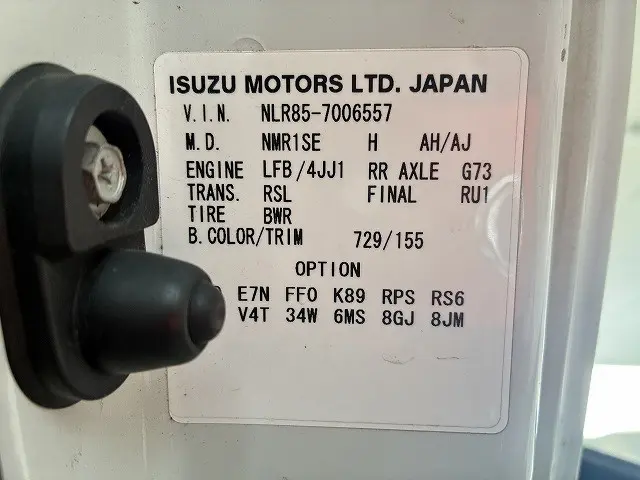 ISUZU MOTORS LTD. JAPAN
V.I.N. NLR85-7006557
M.D. NMR1SE H AH/AJ
ENGINE LFB/4JJ1 RR AXLE G73
TRANS. RSL FINAL RU1
TIRE BWR
B.COLOR/TRIM 729/155
OPTION
E7N FFO K89 RPS RS6
V4T 34W 6MS 8GJ 8JM